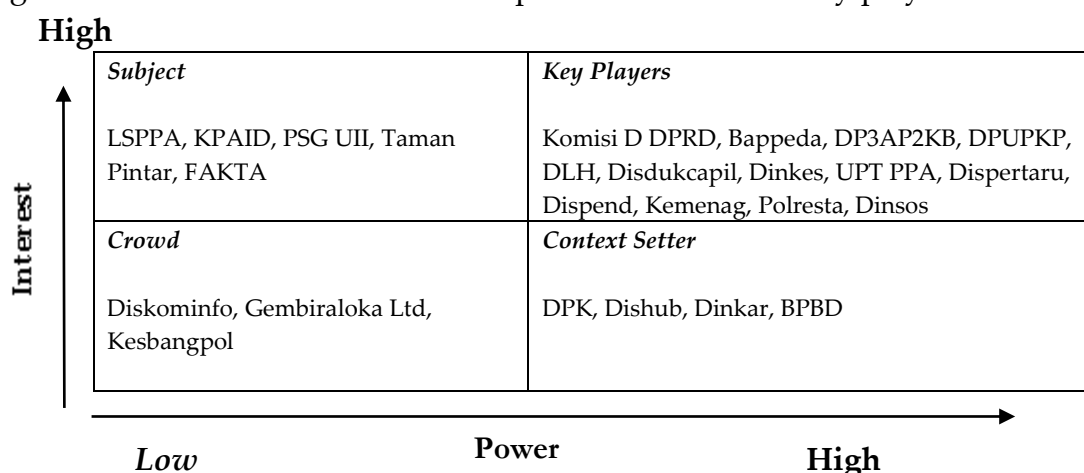 High
Subject
LSPPA, KPAID, PSG UII, Taman
Pintar, FAKTA
Key Players
Komisi D DPRD, Bappeda, DP3AP2KB, DPUPKP,
DLH, Disdukcapil, Dinkes, UPT PPA, Dispertaru,
Dispend, Kemenag, Polresta, Dinsos
Interest
Crowd
Diskominfo, Gembiraloka Ltd,
Kesbangpol
Context Setter
DPK, Dishub, Dinkar, BPBD
Low
Power
High